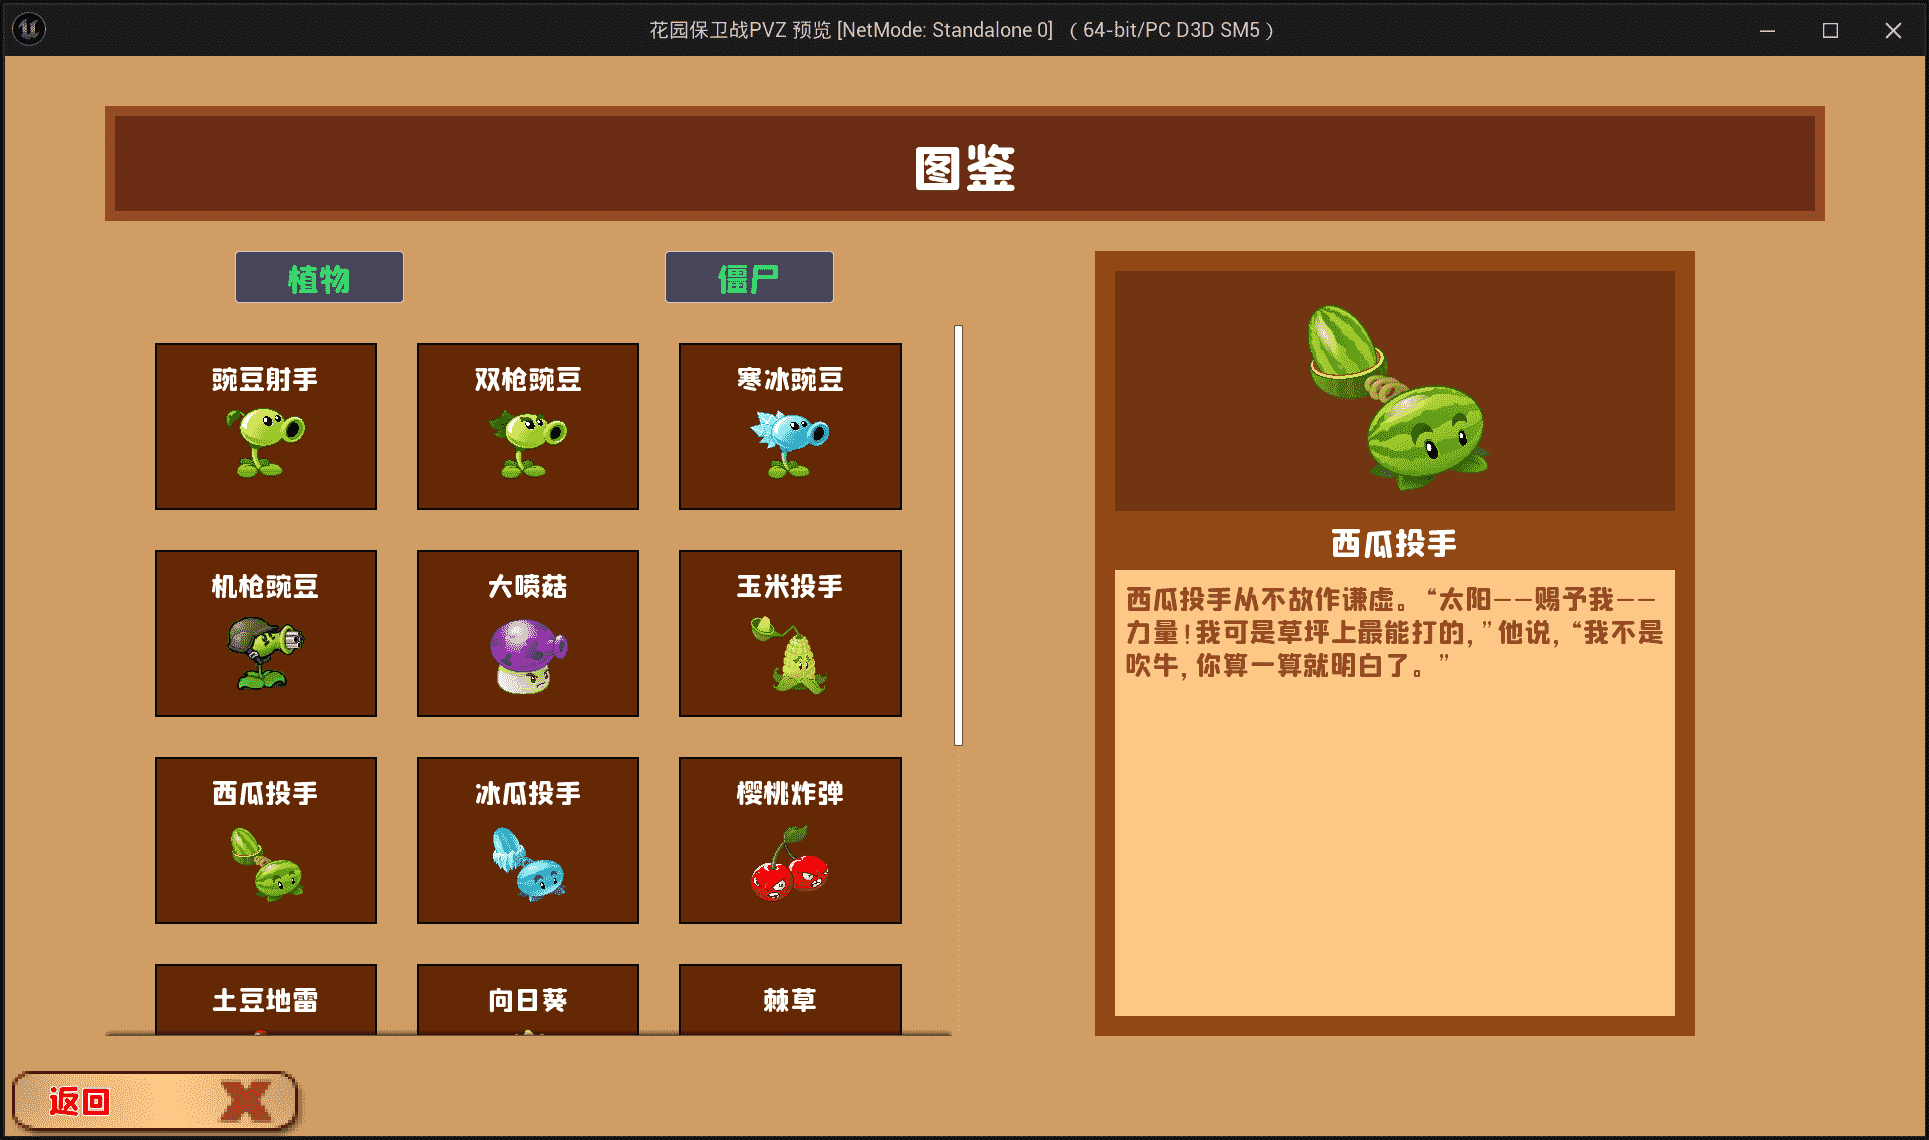 花园保卫战PVZ 预览 [NetMode: Standalone 0] （64-bit/PC D3D SM5）
图鉴
植物
僵尸
豌豆射手
双枪豌豆
寒冰豌豆
机枪豌豆
大喷菇
玉米投手
西瓜投手
冰瓜投手
樱桃炸弹
土豆地雷
向日葵
棘草
西瓜投手
西瓜投手从不故作谦虚。“太阳——赐予我——
力量！我可是草坪上最能打的，”他说，“我不是
吹牛，你算一算就明白了。”
返回